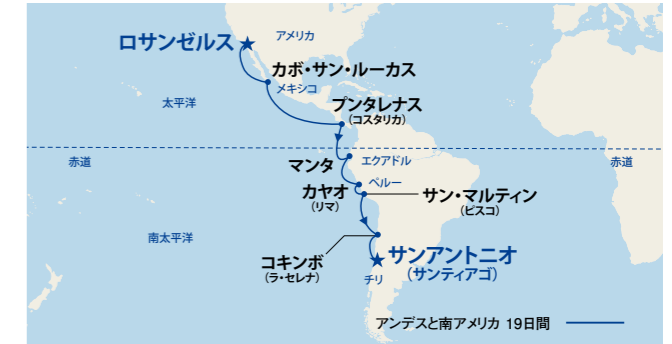 ロサンゼルス
アメリカ
カボ・サン・ルーカス
メキシコ
太平洋
プンタレナス
(コスタリカ)
赤道
マンタ
エクアドル
赤道
ペルー
カヤオ
(リマ)
サン・マルティン
(ピスコ)
南太平洋
コキンボ
(ラ・セレナ)
サンアントニオ
(サンティアゴ)
チリ
アンデスと南アメリカ 19日間